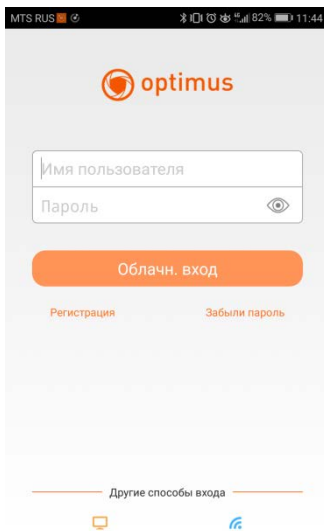 MTS RUS 82% 11:44
optimus
Имя пользователя
Пароль
Облачн. вход
Регистрация Забыли пароль
Другие способы входа